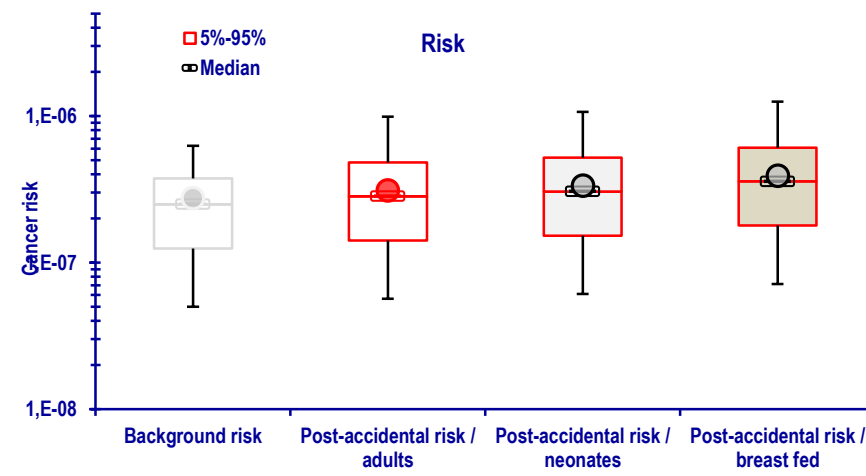 5%-95%
Median
Risk
1,E-06
1,E-07
1,E-08
Cancer risk
Background risk
Post-accidental risk /
adults
Post-accidental risk /
neonates
Post-accidental risk /
breast fed